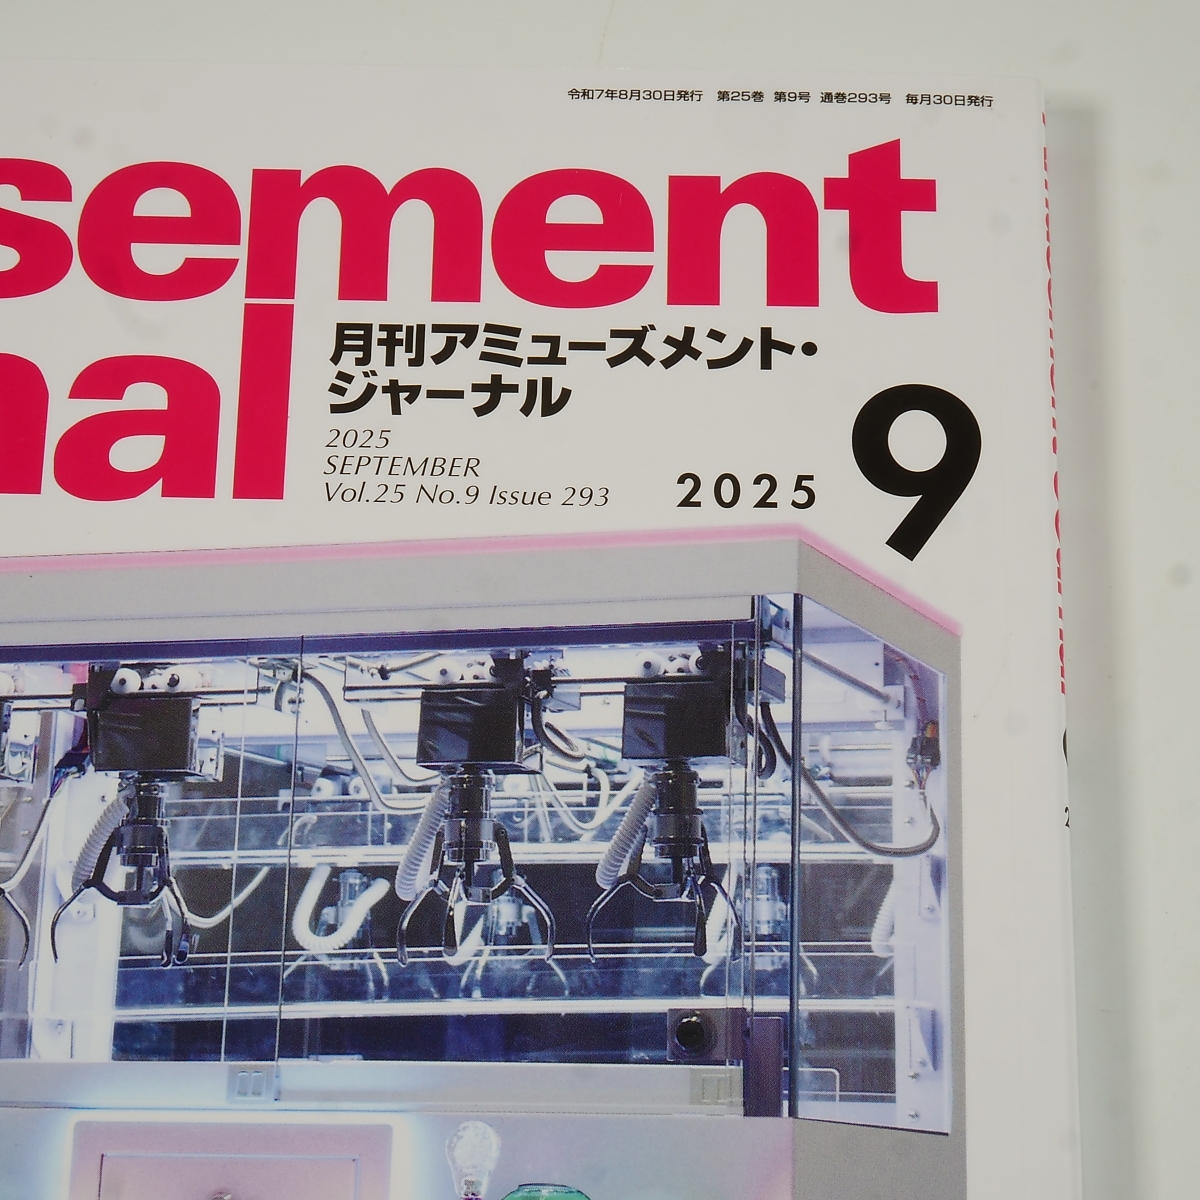 令和7年8月30日発行 第25巻 第9号 通巻293号 毎月30日発行
sement
nal
月刊アミューズメント・
ジャーナル
2025
SEPTEMBER
Vol.25 No.9 Issue 293
2025 9